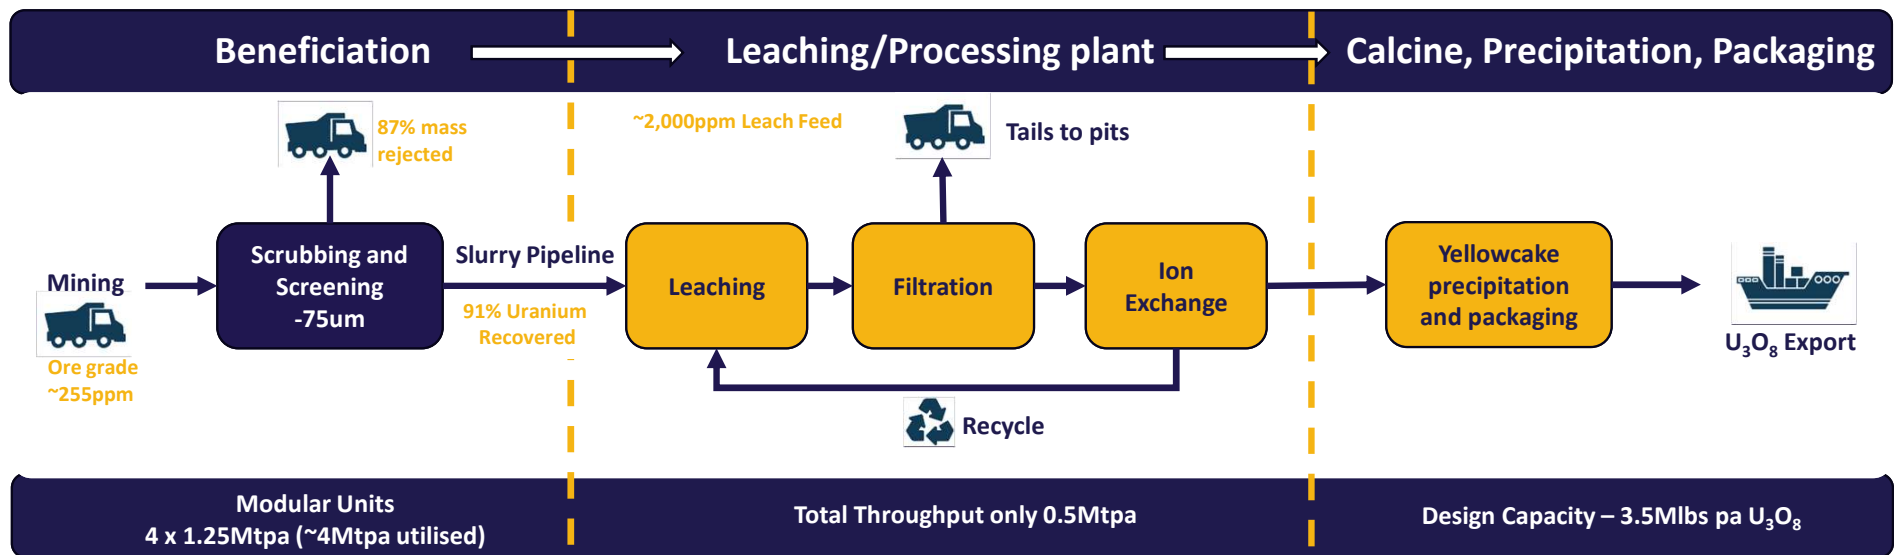 Beneficiation
Leaching/Processing plant
Calcine, Precipitation, Packaging
87% mass
rejected
~2,000ppm Leach Feed
Tails to pits
Mining
Ore grade
~255ppm
Scrubbing and
Screening
-75um
Slurry Pipeline
91% Uranium
Recovered
Leaching
Filtration
Ion
Exchange
Recycle
Yellowcake
precipitation
and packaging
U₃O₈ Export
Modular Units
4 x 1.25Mtpa (~4Mtpa utilised)
Total Throughput only 0.5Mtpa
Design Capacity – 3.5Mlbs pa U₃O₈